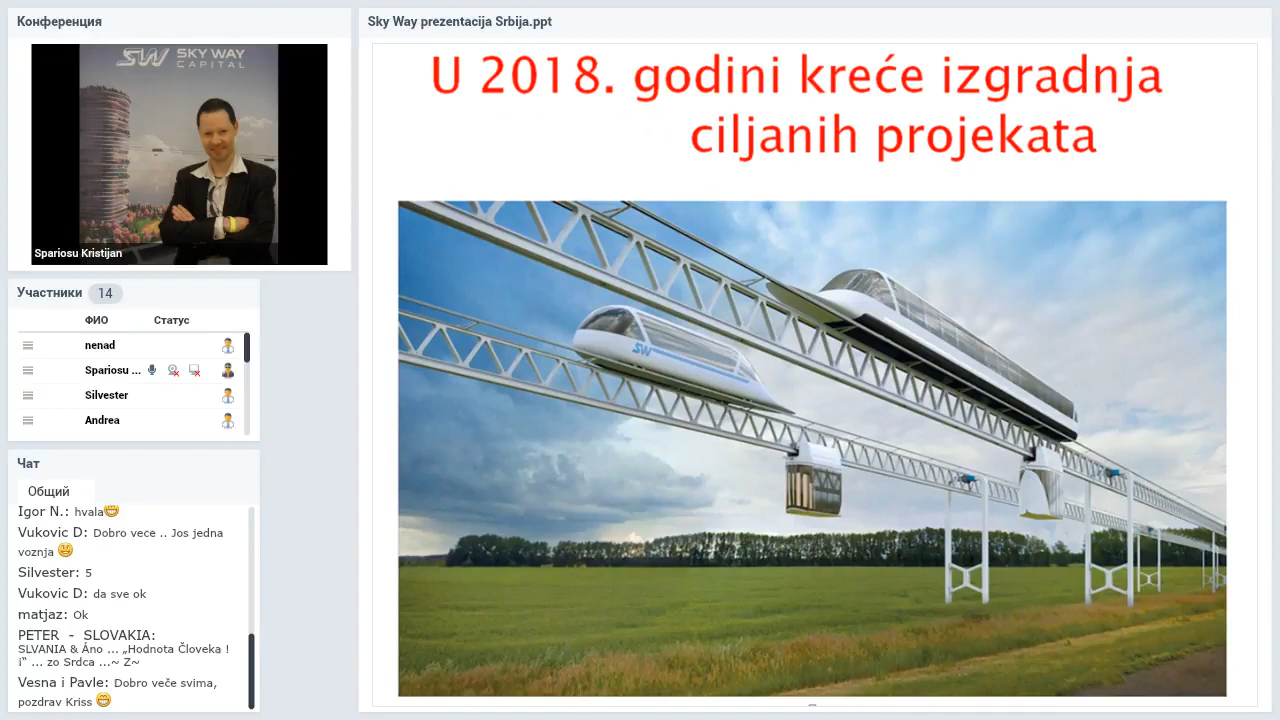 Конференция
SW SKY WAY
CAPITAL
Spariosu Kristijan
Участники 14
ФИО Статус
nenad
Spariosu ...
Silvester
Andrea
Чат
Общий
Igor N.: hvala
Vukovic D: Dobro vece .. Jos jedna
voznja
Silvester: 5
Vukovic D: da sve ok
matjaz: Ok
PETER - SLOVAKIA:
SLVANIA & Áno ... „Hodnota Človeka !
i“ ... zo Srdca ...~ Z~
Vesna i Pavle: Dobro veče svima,
pozdrav Kriss
Sky Way prezentacija Srbija.ppt
U 2018. godini kreće izgradnja
ciljanih projekata
SW